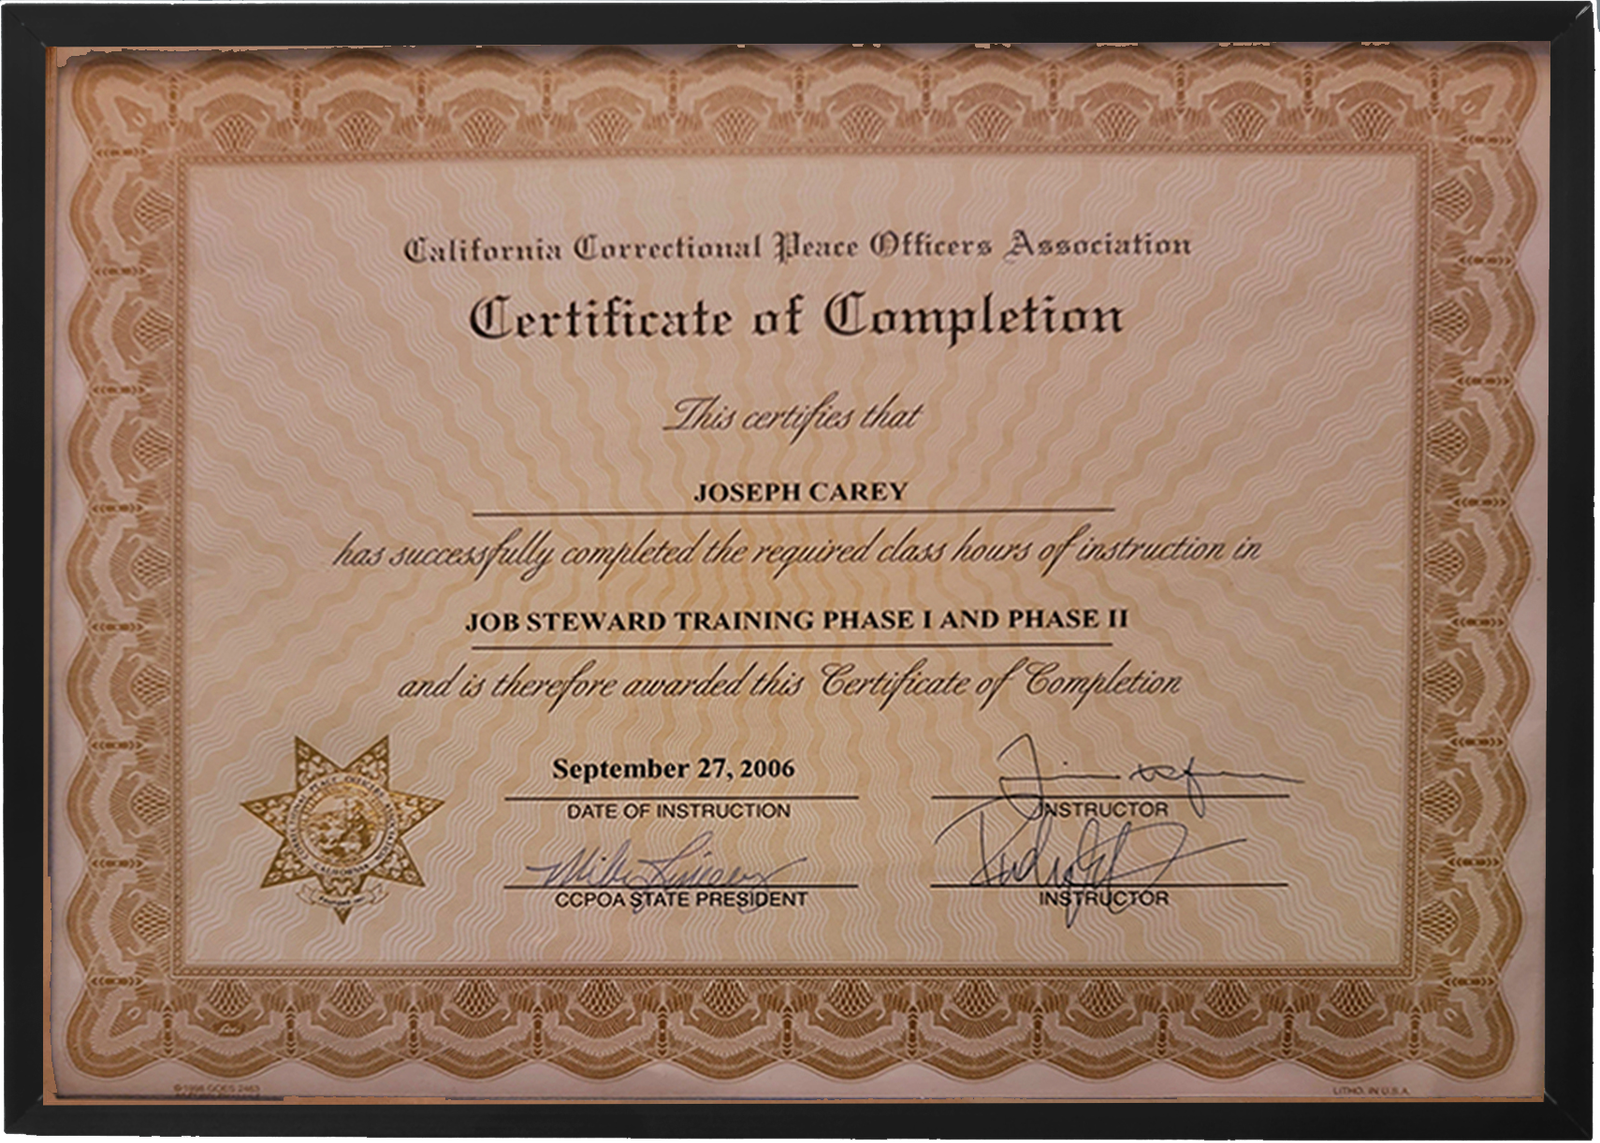 California Correctional Peace Officers Association
Certificate of Completion
This certifies that
JOSEPH CAREY
has successfully completed the required class hours of instruction in
JOB STEWARD TRAINING PHASE I AND PHASE II
and is therefore awarded this Certificate of Completion
September 27, 2006
DATE OF INSTRUCTION
INSTRUCTOR
CCPOA STATE PRESIDENT
INSTRUCTOR
CALIFORNIA
GOES
LITHO. IN U.S.A.